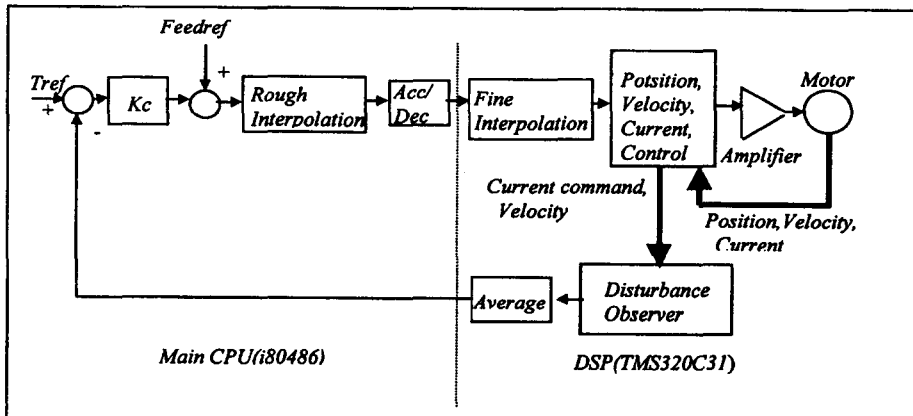 Feedref
+
Tref
+
-
Kc
Rough
Interpolation
Acc/
Dec
Fine
Interpolation
Potsition,
Velocity,
Current,
Control
Motor
Amplifier
Current command,
Velocity
Position,Velocity,
Current
Average
Disturbance
Observer
Main CPU(i80486)
DSP(TMS320C31)